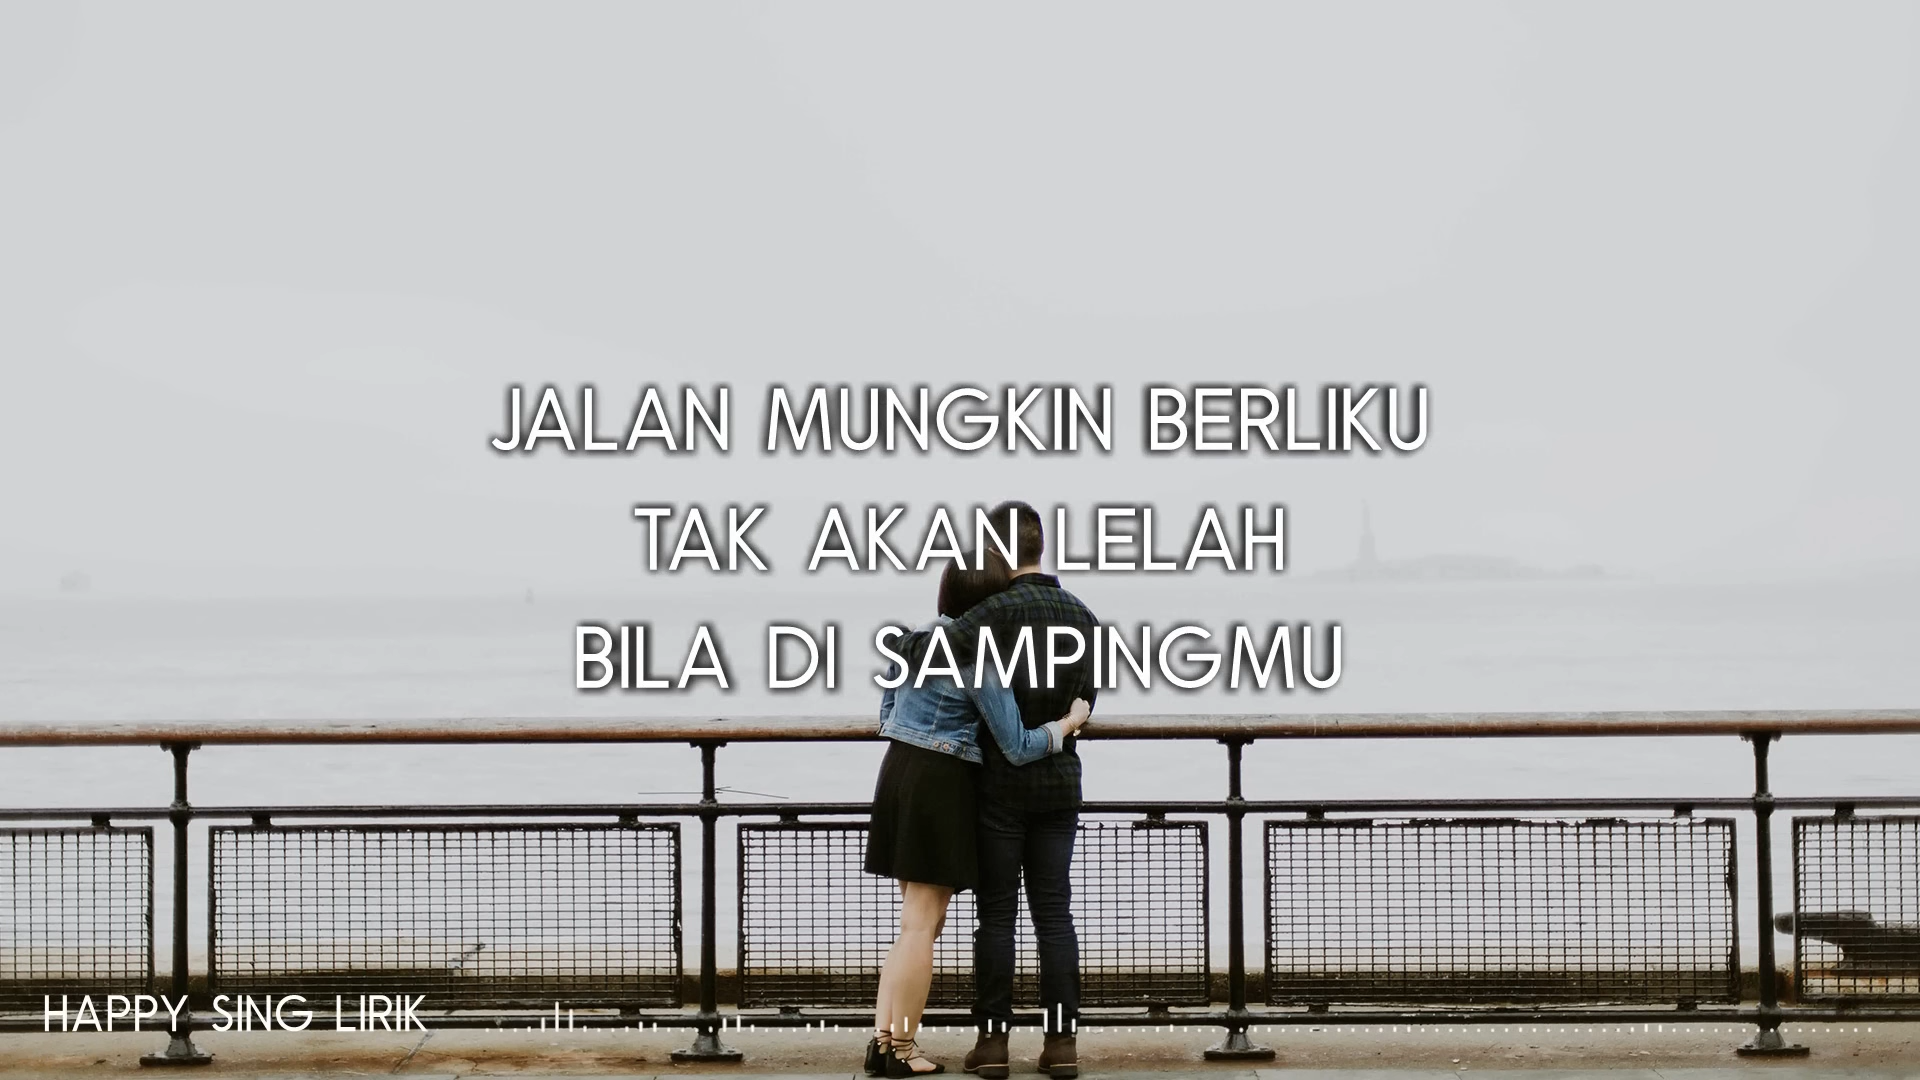 JALAN MUNGKIN BERLIKU
TAK AKAN LELAH
BILA DI SAMPINGMU
HAPPY SING LIRIK